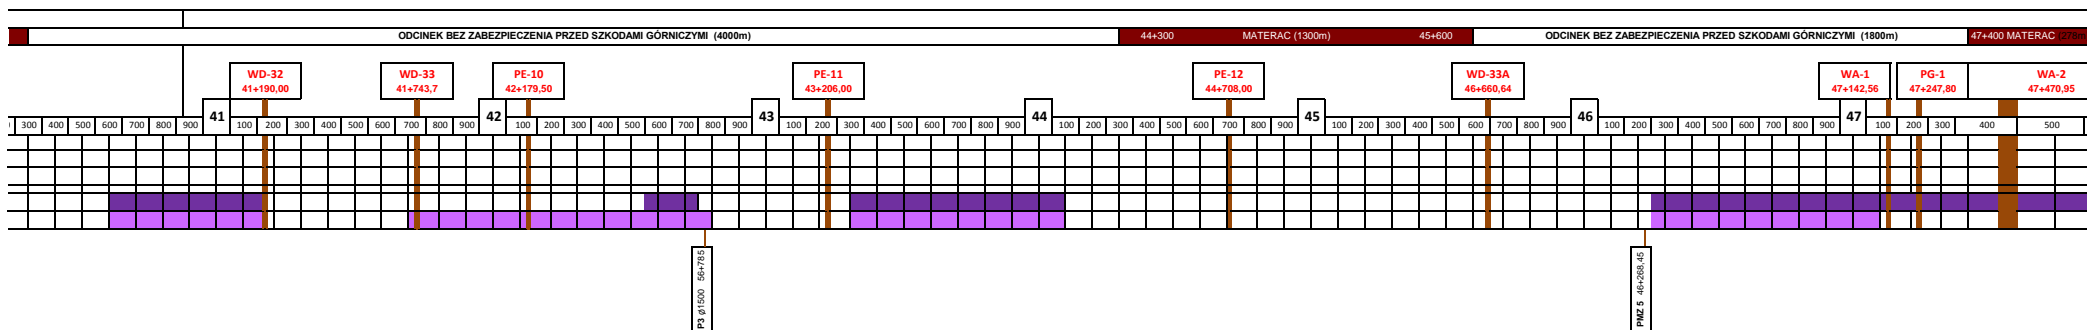 ODCINEK BEZ ZABEZPIECZENIA PRZED SZKODAMI GÓRNICZYMI (4000m)
44+300 MATERAC (1300m) 45+600
ODCINEK BEZ ZABEZPIECZENIA PRZED SZKODAMI GÓRNICZYMI (1800m)
47+400 MATERAC
WD-32
41+190,00
WD-33
41+743,7
PE-10
42+179,50
PE-11
43+206,00
PE-12
44+708,00
WD-33A
46+660,64
WA-1
47+142,56
PG-1
47+247,80
WA-2
47+470,95
300 400 500 600 700 800 900 41 100 200 300 400 500 600 700 800 900 42 100 200 300 400 500 600 700 800 900 43 100 200 300 400 500 600 700 800 900 44 100 200 300 400 500 600 700 800 900 45 100 200 300 400 500 600 700 800 900 46 100 200 300 400 500 600 700 800 900 47 100 200 300 400 500
P3 ø1500 56+785
PMZ 5 46+268,45